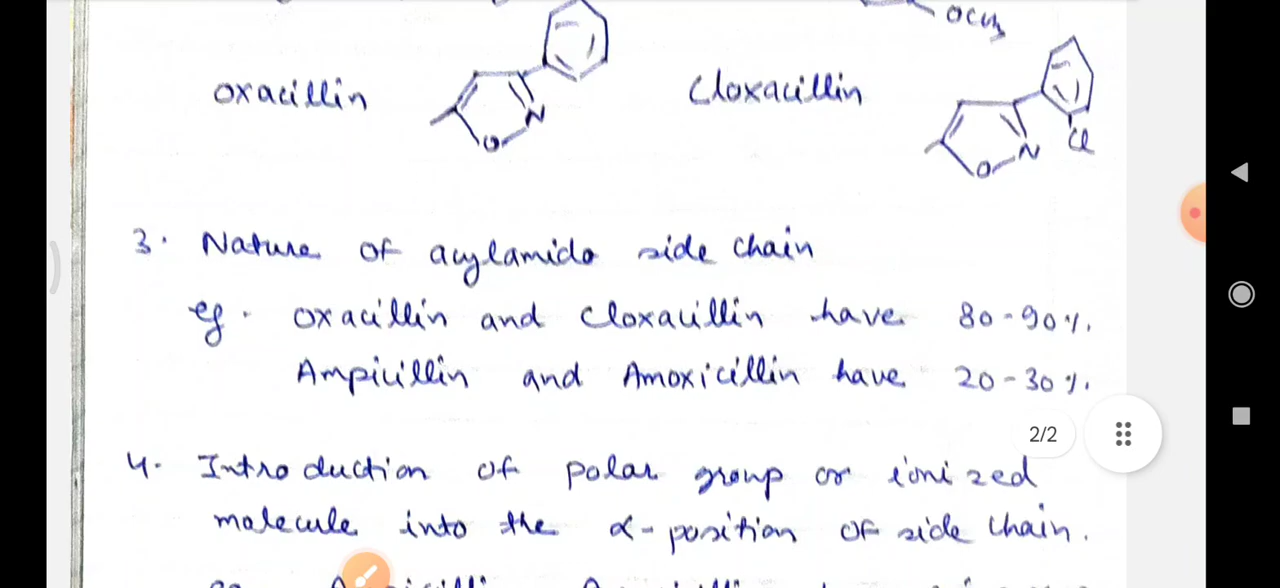 OCH3
oxacillin
N
O
Cloxacillin
Cl
N
O
3. Nature of acylamido side chain
eg. oxacillin and cloxacillin have 80-90%.
Ampicillin and Amoxicillin have 20-30%.
2/2
4. Introduction of polar group or ionized
molecule into the α-position of side chain.